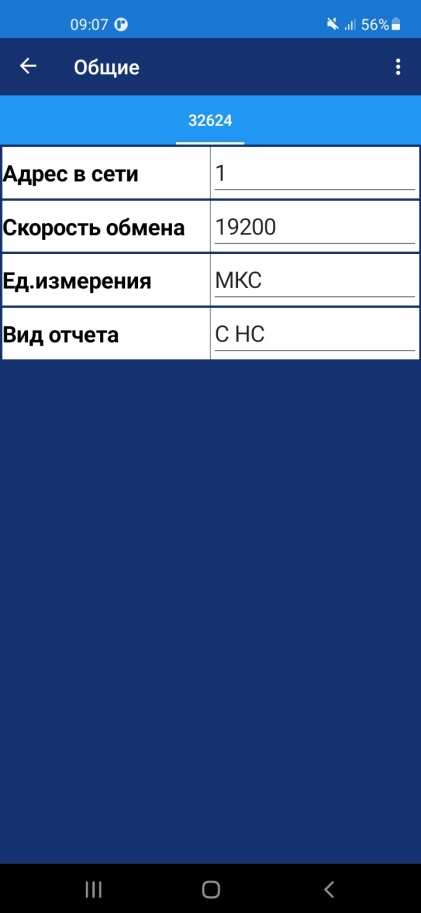 09:07 56%
Общие
32624
Адрес в сети 1
Скорость обмена 19200
Ед.измерения МКС
Вид отчета С НС